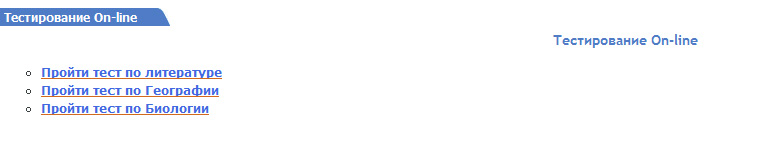 Тестирование On-line
Тестирование On-line
Пройти тест по литературе
Пройти тест по Географии
Пройти тест по Биологии